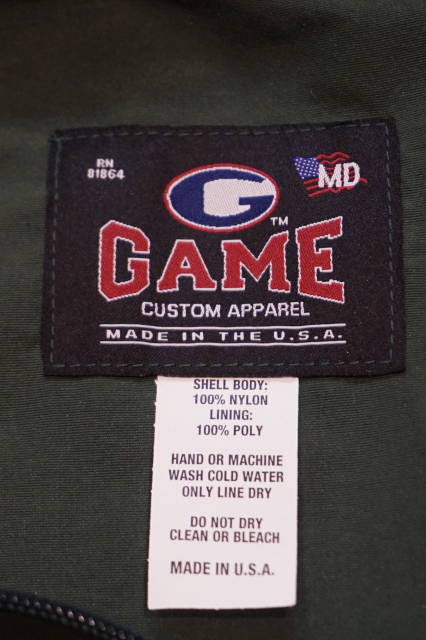 RN
81864
MD
G
TM
GAME
CUSTOM APPAREL
MADE IN THE U.S.A.
SHELL BODY:
100% NYLON
LINING:
100% POLY
HAND OR MACHINE
WASH COLD WATER
ONLY LINE DRY
DO NOT DRY
CLEAN OR BLEACH
MADE IN U.S.A.